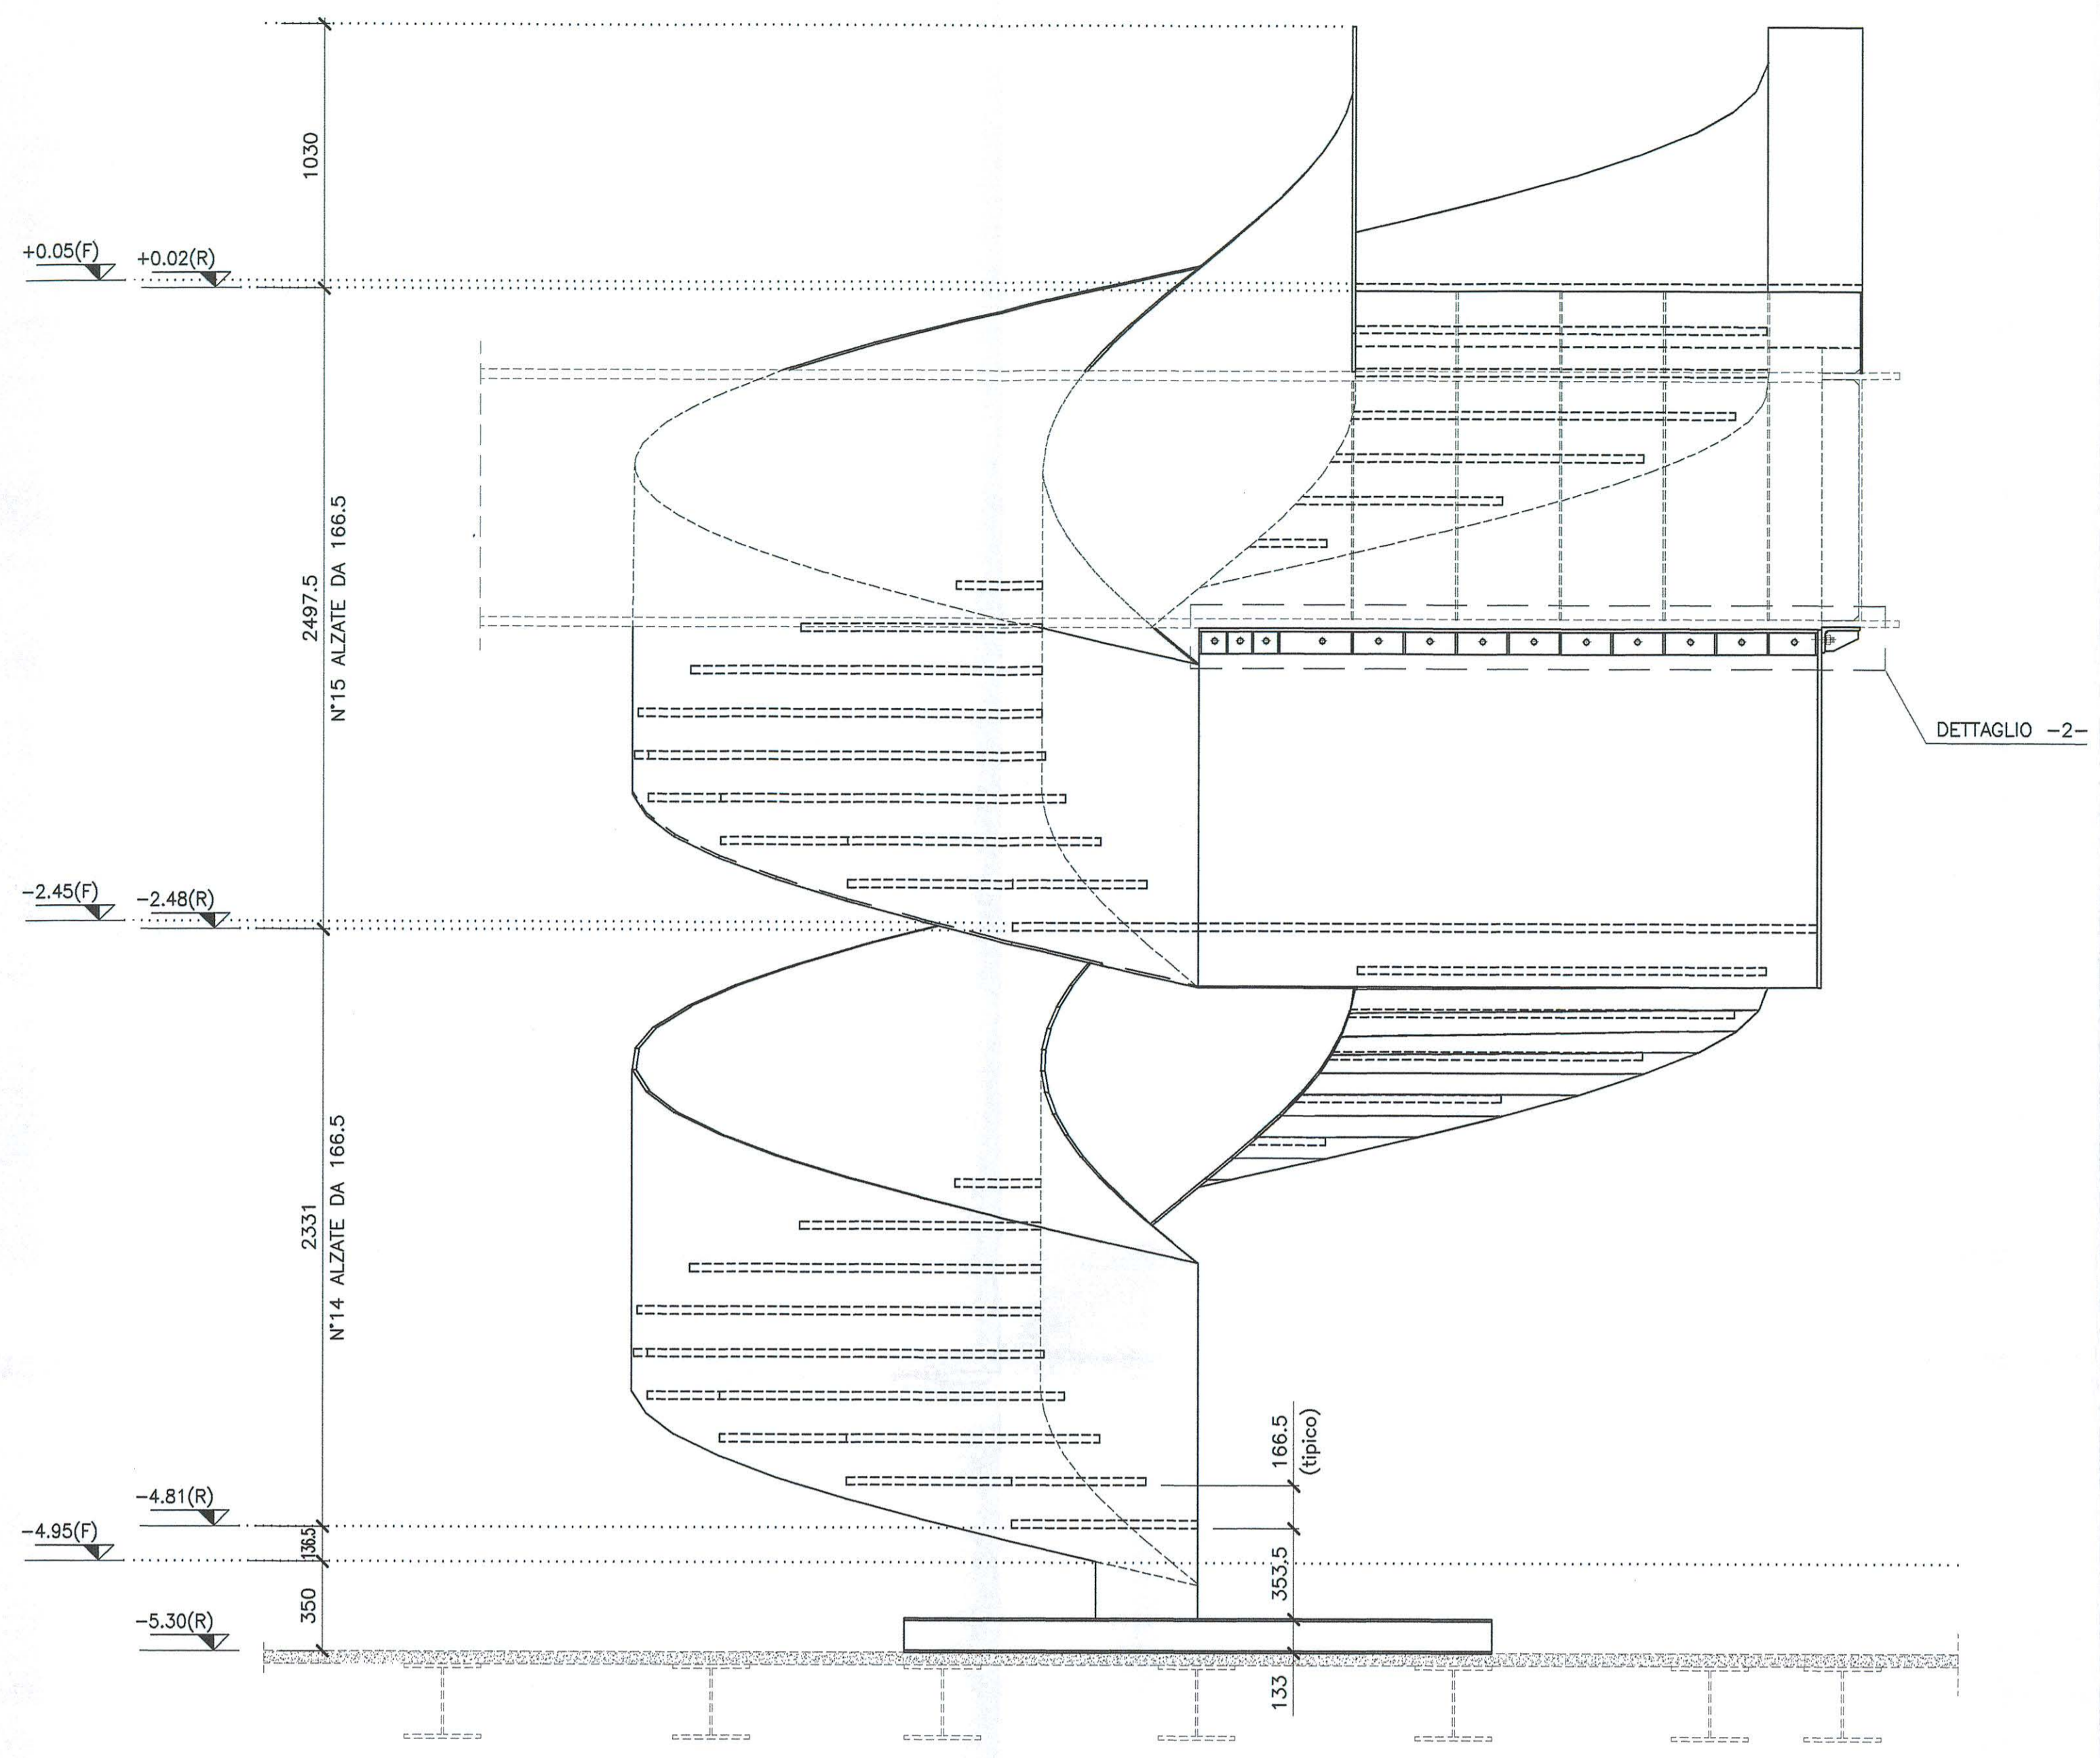 1030
+0.05(F)
+0.02(R)
2497.5
N°15 ALZATE DA 166.5
DETTAGLIO -2-
-2.45(F)
-2.48(R)
2331
N°14 ALZATE DA 166.5
166.5
(tipico)
-4.81(R)
-4.95(F)
136.5
353.5
350
-5.30(R)
133